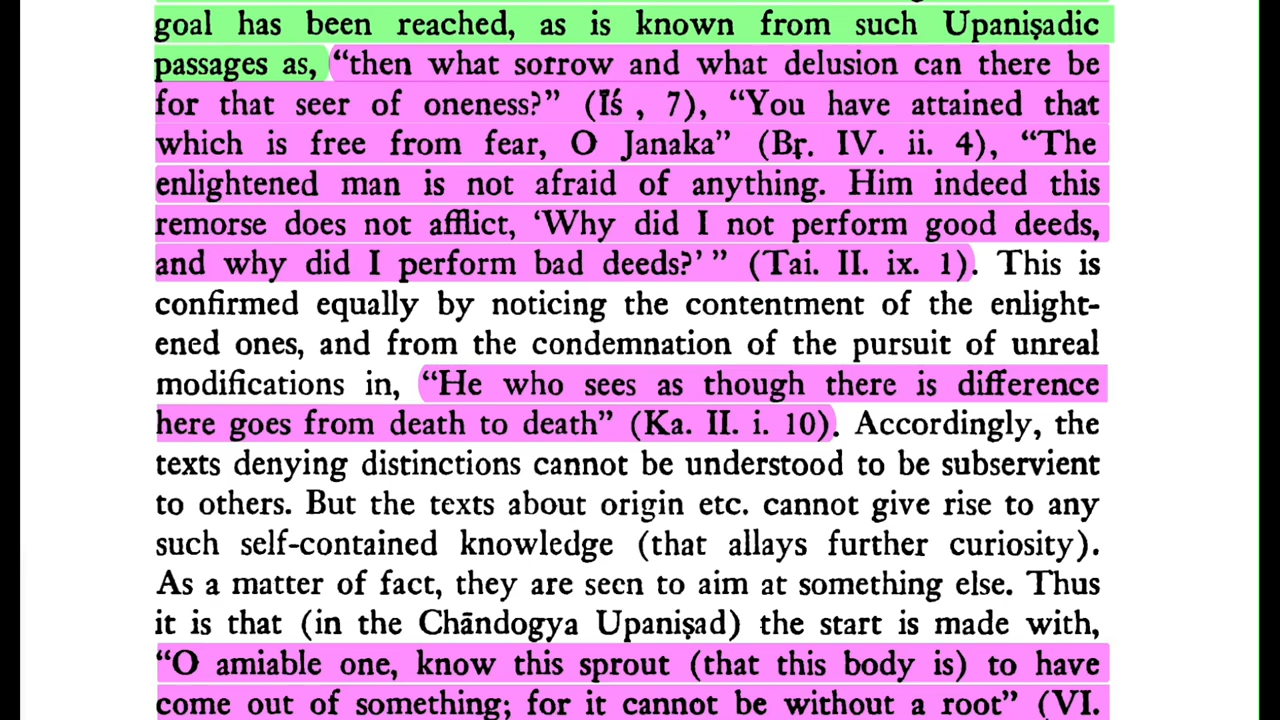 goal has been reached, as is known from such Upaniṣadic
passages as, “then what sorrow and what delusion can there be
for that seer of oneness?” (Īś , 7), “You have attained that
which is free from fear, O Janaka” (Bṛ. IV. ii. 4), “The
enlightened man is not afraid of anything. Him indeed this
remorse does not afflict, ‘Why did I not perform good deeds,
and why did I perform bad deeds?’ ” (Tai. II. ix. 1). This is
confirmed equally by noticing the contentment of the enlight-
ened ones, and from the condemnation of the pursuit of unreal
modifications in, “He who sees as though there is difference
here goes from death to death” (Ka. II. i. 10). Accordingly, the
texts denying distinctions cannot be understood to be subservient
to others. But the texts about origin etc. cannot give rise to any
such self-contained knowledge (that allays further curiosity).
As a matter of fact, they are seen to aim at something else. Thus
it is that (in the Chāndogya Upaniṣad) the start is made with,
“O amiable one, know this sprout (that this body is) to have
come out of something; for it cannot be without a root” (VI.